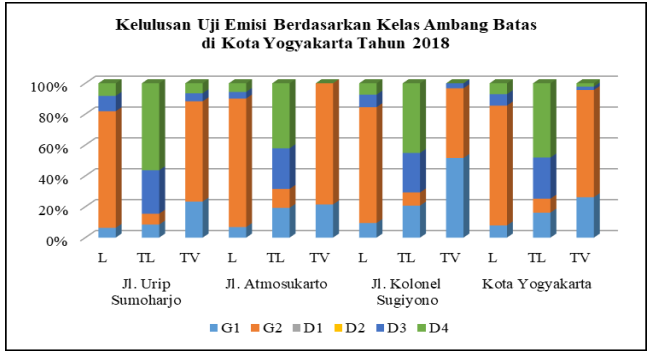 Kelulusan Uji Emisi Berdasarkan Kelas Ambang Batas
di Kota Yogyakarta Tahun 2018
100%
80%
60%
40%
20%
0%
L TL TV L TL TV L TL TV L TL TV
Jl. Urip Sumoharjo
Jl. Atmosukarto
Jl. Kolonel Sugiyono
Kota Yogyakarta
G1 G2 D1 D2 D3 D4